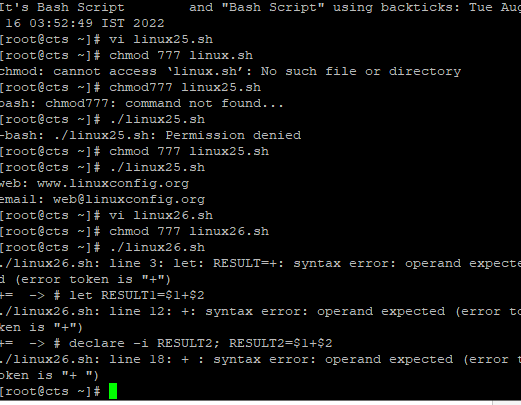 It's Bash Script        and "Bash Script" using backticks: Tue Aug
 16 03:52:49 IST 2022
[root@cts ~]# vi linux25.sh
[root@cts ~]# chmod 777 linux.sh
chmod: cannot access ‘linux.sh’: No such file or directory
[root@cts ~]# chmod777 linux25.sh
bash: chmod777: command not found...
[root@cts ~]# ./linux25.sh
-bash: ./linux25.sh: Permission denied
[root@cts ~]# chmod 777 linux25.sh
[root@cts ~]# ./linux25.sh
web: www.linuxconfig.org
email: web@linuxconfig.org
[root@cts ~]# vi linux26.sh
[root@cts ~]# chmod 777 linux26.sh
[root@cts ~]# ./linux26.sh
./linux26.sh: line 3: let: RESULT=+: syntax error: operand expecte
d (error token is "+")
+=  -> # let RESULT1=$1+$2
./linux26.sh: line 12: +: syntax error: operand expected (error to
ken is "+")
+=  -> # declare -i RESULT2; RESULT2=$1+$2
./linux26.sh: line 18: + : syntax error: operand expected (error t
oken is "+ ")
[root@cts ~]#